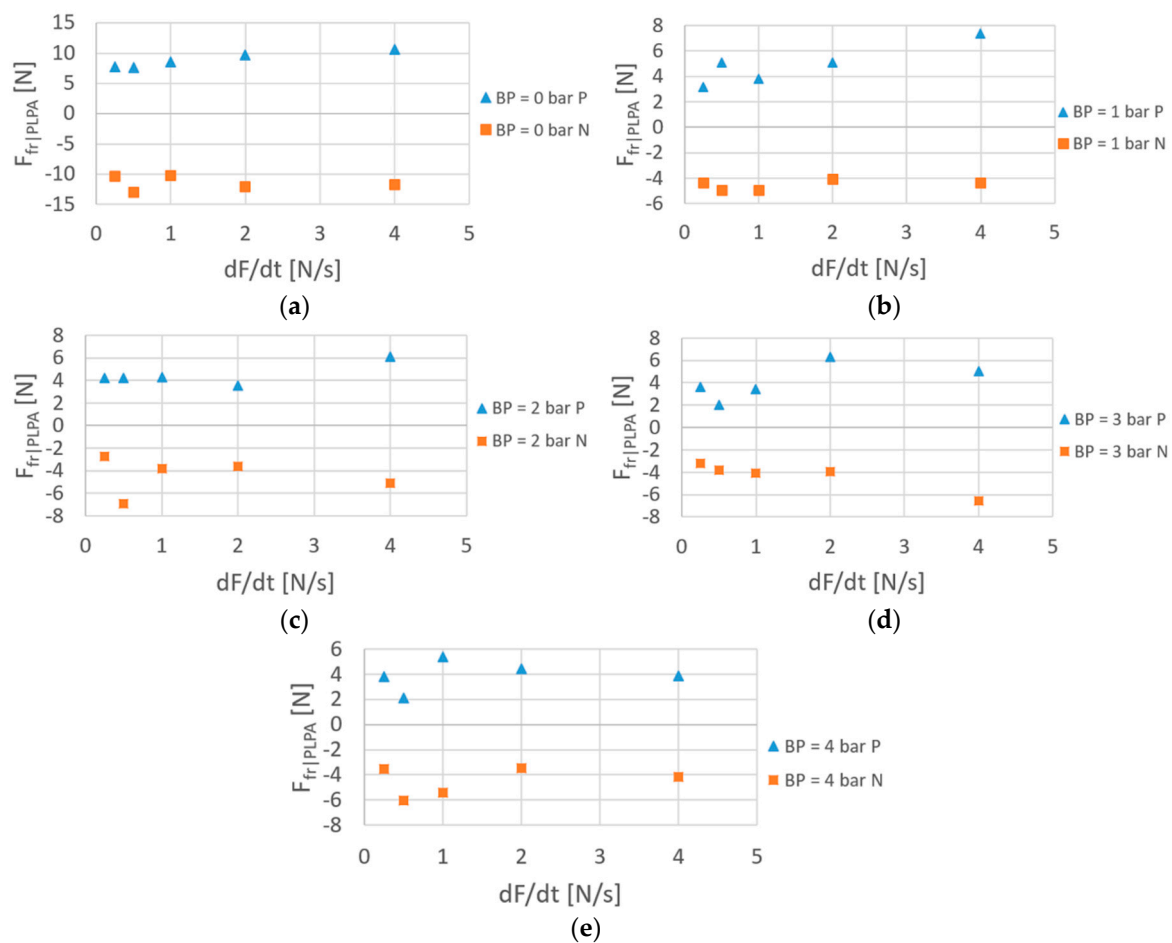 F_fr|PLPA [N]
15
10
5
0
-5
-10
-15
0 1 2 3 4 5
dF/dt [N/s]
BP = 0 bar P
BP = 0 bar N
(a)
F_fr|PLPA [N]
8
6
4
2
0
-2
-4
-6
0 1 2 3 4 5
dF/dt [N/s]
BP = 1 bar P
BP = 1 bar N
(b)
F_fr|PLPA [N]
8
6
4
2
0
-2
-4
-6
-8
0 1 2 3 4 5
dF/dt [N/s]
BP = 2 bar P
BP = 2 bar N
(c)
F_fr|PLPA [N]
8
6
4
2
0
-2
-4
-6
-8
0 1 2 3 4 5
dF/dt [N/s]
BP = 3 bar P
BP = 3 bar N
(d)
F_fr|PLPA [N]
6
4
2
0
-2
-4
-6
-8
0 1 2 3 4 5
dF/dt [N/s]
BP = 4 bar P
BP = 4 bar N
(e)